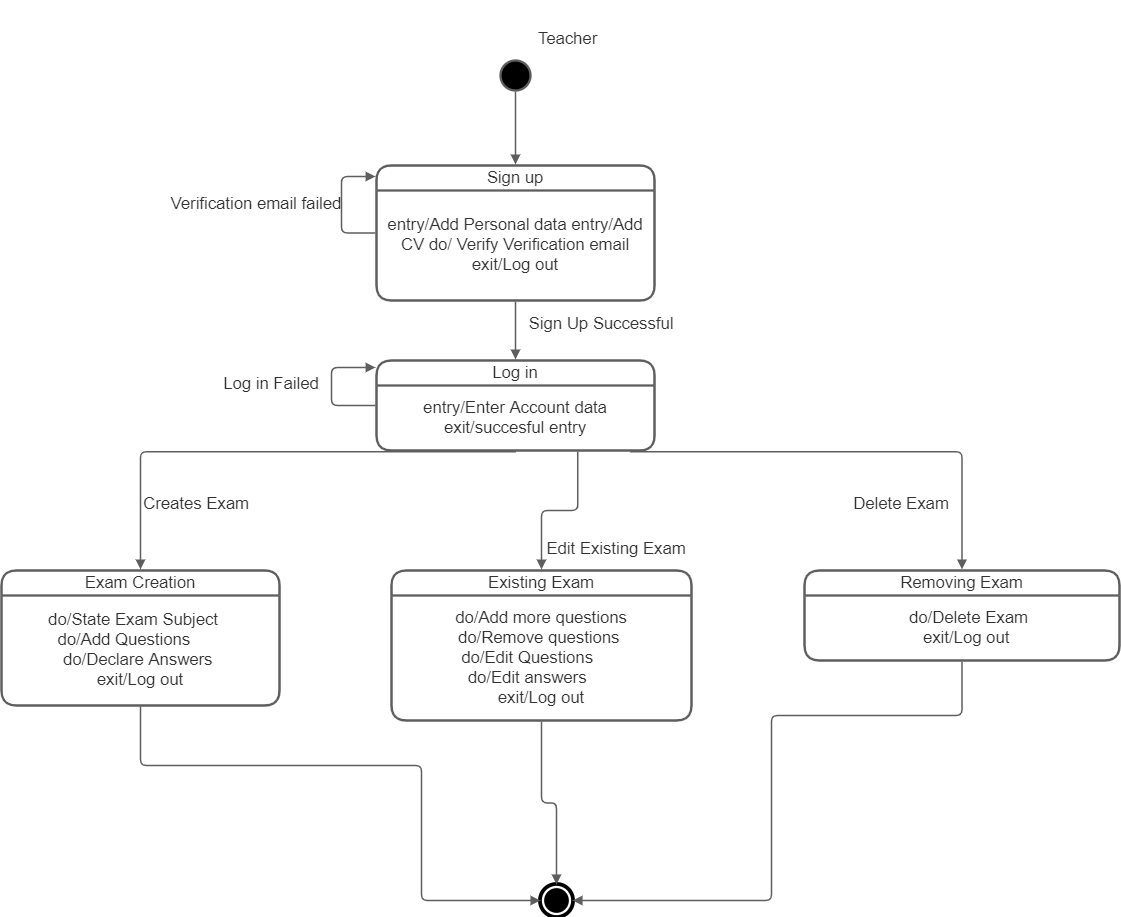 Teacher
Sign up
Verification email failed
entry/Add Personal data entry/Add
CV do/ Verify Verification email
exit/Log out
Sign Up Successful
Log in
Log in Failed
entry/Enter Account data
exit/succesful entry
Creates Exam
Delete Exam
Edit Existing Exam
Exam Creation
do/State Exam Subject
do/Add Questions
do/Declare Answers
exit/Log out
Existing Exam
do/Add more questions
do/Remove questions
do/Edit Questions
do/Edit answers
exit/Log out
Removing Exam
do/Delete Exam
exit/Log out